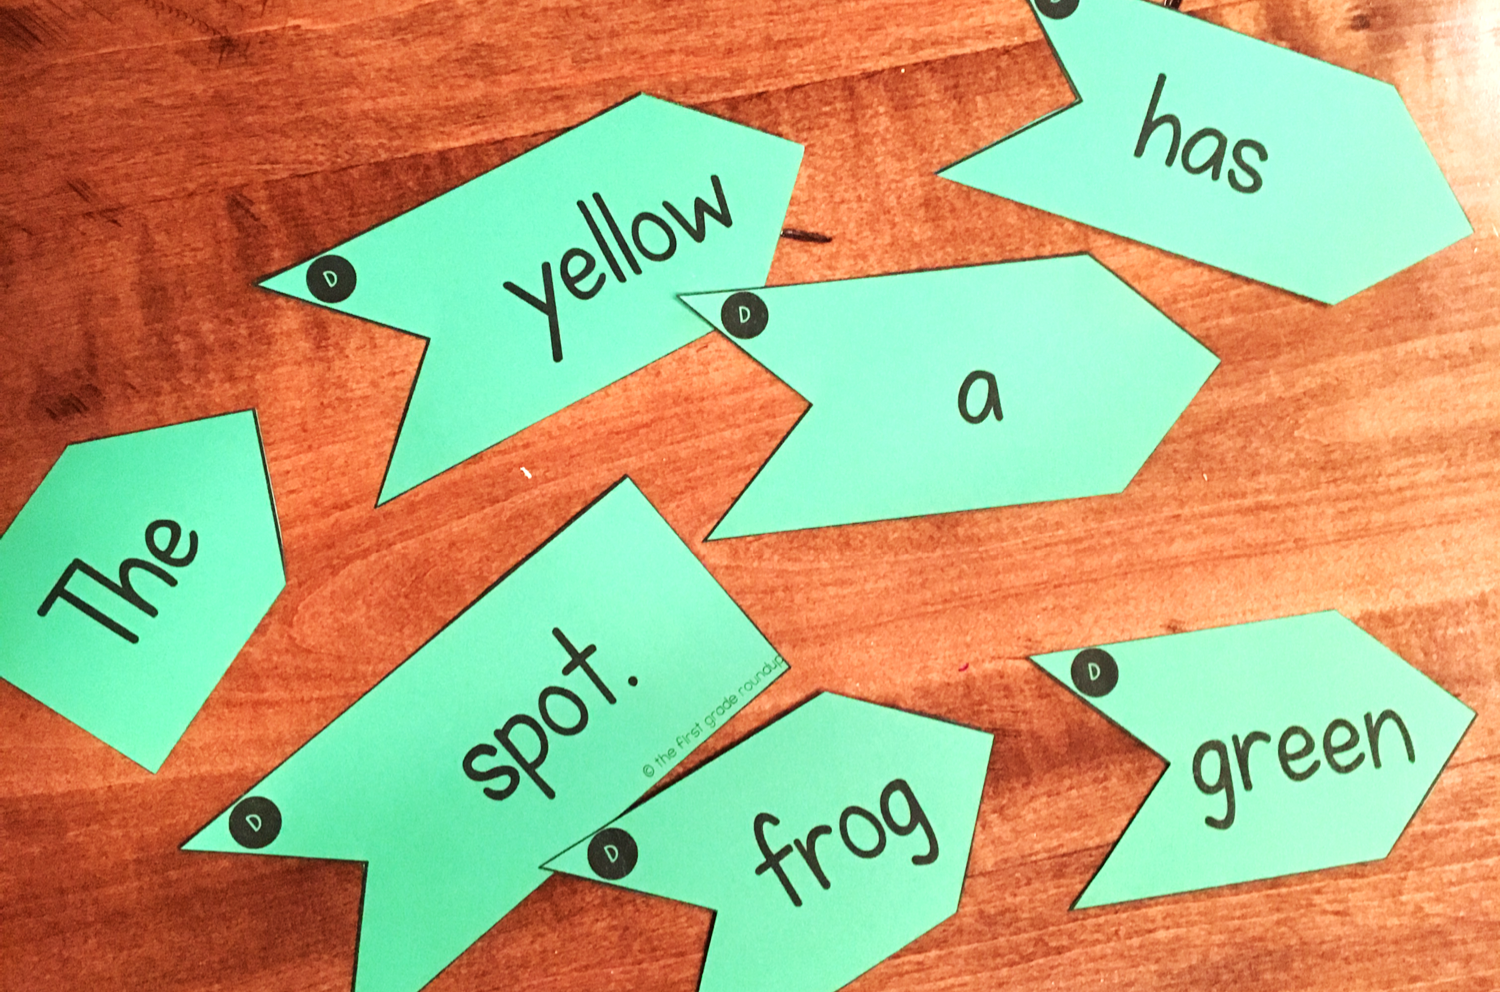 has
D
yellow
D
a
The
D
spot.
© the first grade roundup
D
frog
D
green